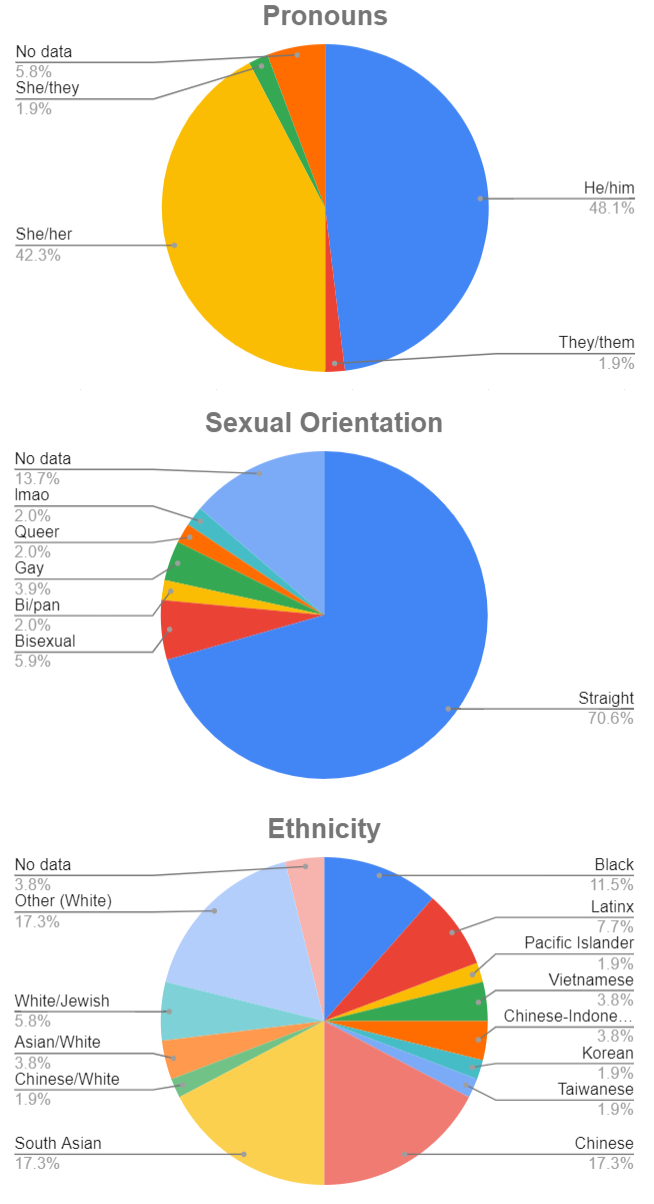 Pronouns
No data
5.8%
She/they
1.9%
She/her
42.3%
He/him
48.1%
They/them
1.9%
Sexual Orientation
No data
13.7%
lmao
2.0%
Queer
2.0%
Gay
3.9%
Bi/pan
2.0%
Bisexual
5.9%
Straight
70.6%
Ethnicity
No data
3.8%
Other (White)
17.3%
White/Jewish
5.8%
Asian/White
3.8%
Chinese/White
1.9%
South Asian
17.3%
Black
11.5%
Latinx
7.7%
Pacific Islander
1.9%
Vietnamese
3.8%
Chinese-Indone…
3.8%
Korean
1.9%
Taiwanese
1.9%
Chinese
17.3%